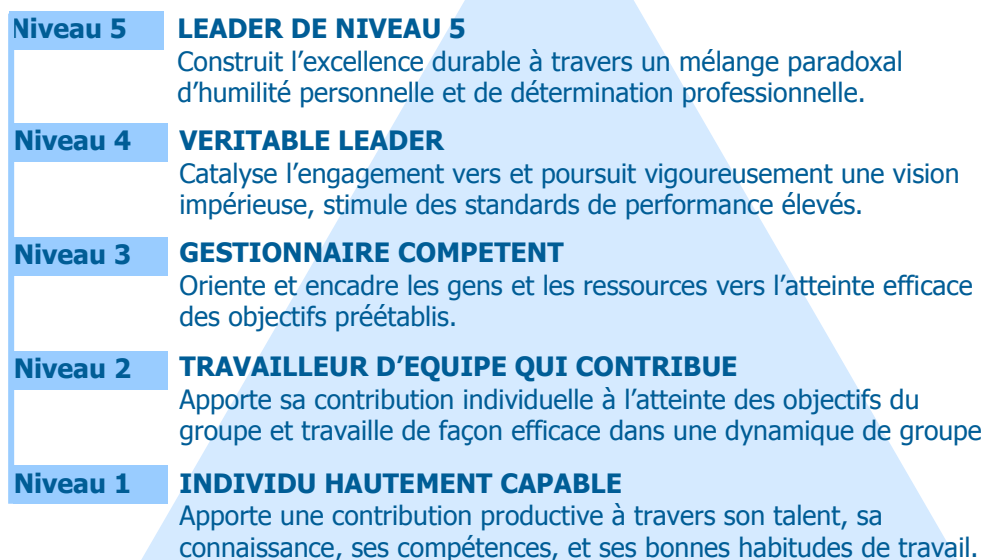 Niveau 5 LEADER DE NIVEAU 5
Construit l’excellence durable à travers un mélange paradoxal
d’humilité personnelle et de détermination professionnelle.
Niveau 4 VERITABLE LEADER
Catalyse l’engagement vers et poursuit vigoureusement une vision
impérieuse, stimule des standards de performance élevés.
Niveau 3 GESTIONNAIRE COMPETENT
Oriente et encadre les gens et les ressources vers l’atteinte efficace
des objectifs préétablis.
Niveau 2 TRAVAILLEUR D’EQUIPE QUI CONTRIBUE
Apporte sa contribution individuelle à l’atteinte des objectifs du
groupe et travaille de façon efficace dans une dynamique de groupe
Niveau 1 INDIVIDU HAUTEMENT CAPABLE
Apporte une contribution productive à travers son talent, sa
connaissance, ses compétences, et ses bonnes habitudes de travail.